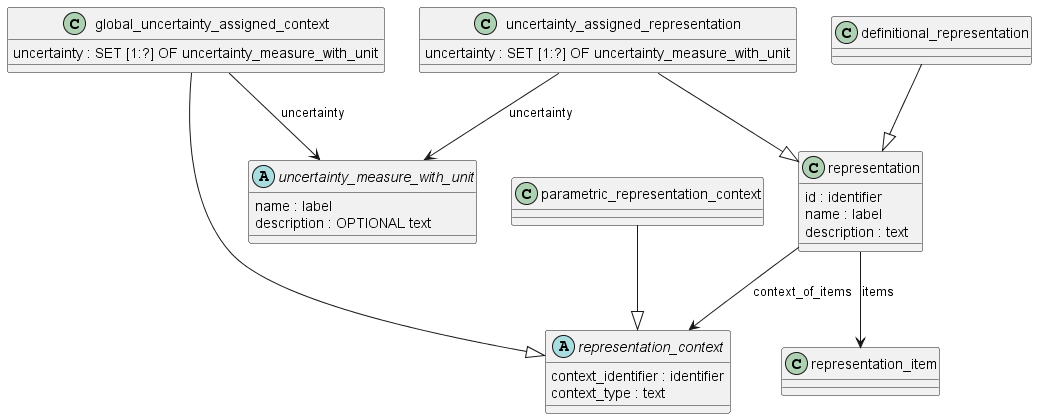 C global_uncertainty_assigned_context
uncertainty : SET [1:?] OF uncertainty_measure_with_unit
C uncertainty_assigned_representation
uncertainty : SET [1:?] OF uncertainty_measure_with_unit
C definitional_representation
uncertainty
uncertainty
A uncertainty_measure_with_unit
name : label
description : OPTIONAL text
C parametric_representation_context
C representation
id : identifier
name : label
description : text
context_of_items
items
A representation_context
context_identifier : identifier
context_type : text
C representation_item